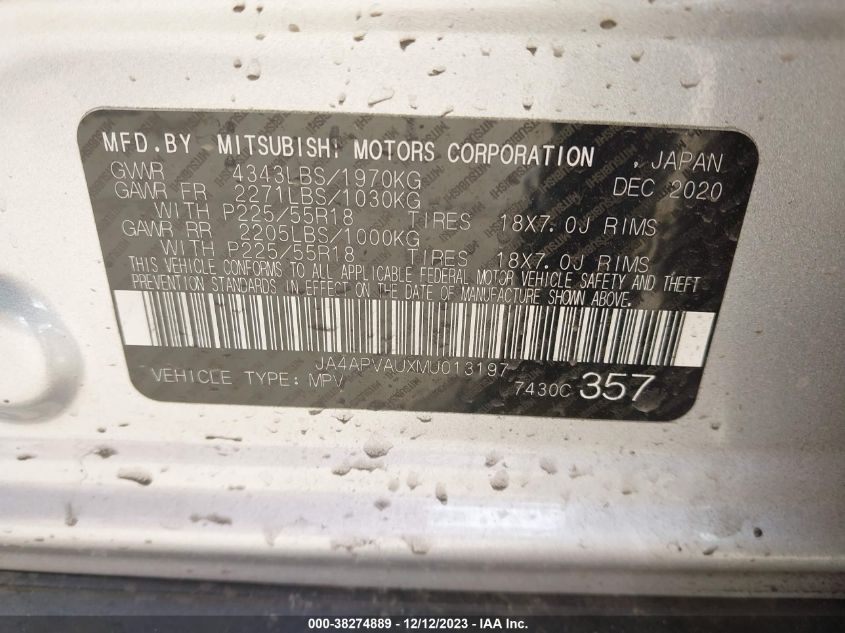 MFD.BY MITSUBISHI MOTORS CORPORATION , JAPAN
GVWR 4343LBS/1970KG DEC 2020
GAWR FR 2271LBS/1030KG
WITH P225/55R18 TIRES 18X7.0J RIMS
GAWR RR 2205LBS/1000KG
WITH P225/55R18 TIRES 18X7.0J RIMS
THIS VEHICLE CONFORMS TO ALL APPLICABLE FEDERAL MOTOR VEHICLE SAFETY AND THEFT
PREVENTION STANDARDS IN EFFECT ON THE DATE OF MANUFACTURE SHOWN ABOVE.
JA4APVAUXMU013197
VEHICLE TYPE: MPV 7430C 357
000-38274889 - 12/12/2023 - IAA Inc.